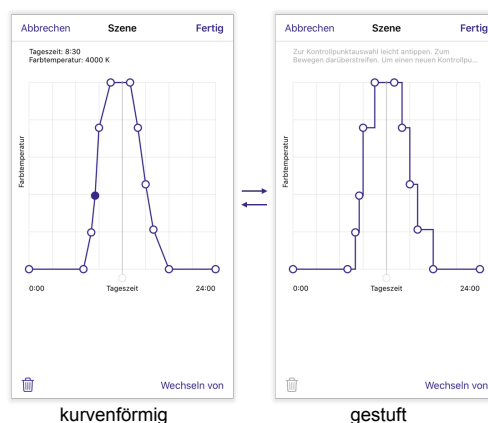 Abbrechen Szene Fertig
Tageszeit: 8:30
Farbtemperatur: 4000 K
Farbtemperatur
0:00 Tageszeit 24:00
Wechseln von
kurvenförmig
Abbrechen Szene Fertig
Zur Kontrollpunktauswahl leicht antippen. Zum
Bewegen darüberstreifen. Um einen neuen Kontrollpu...
Farbtemperatur
0:00 Tageszeit 24:00
Wechseln von
gestuft